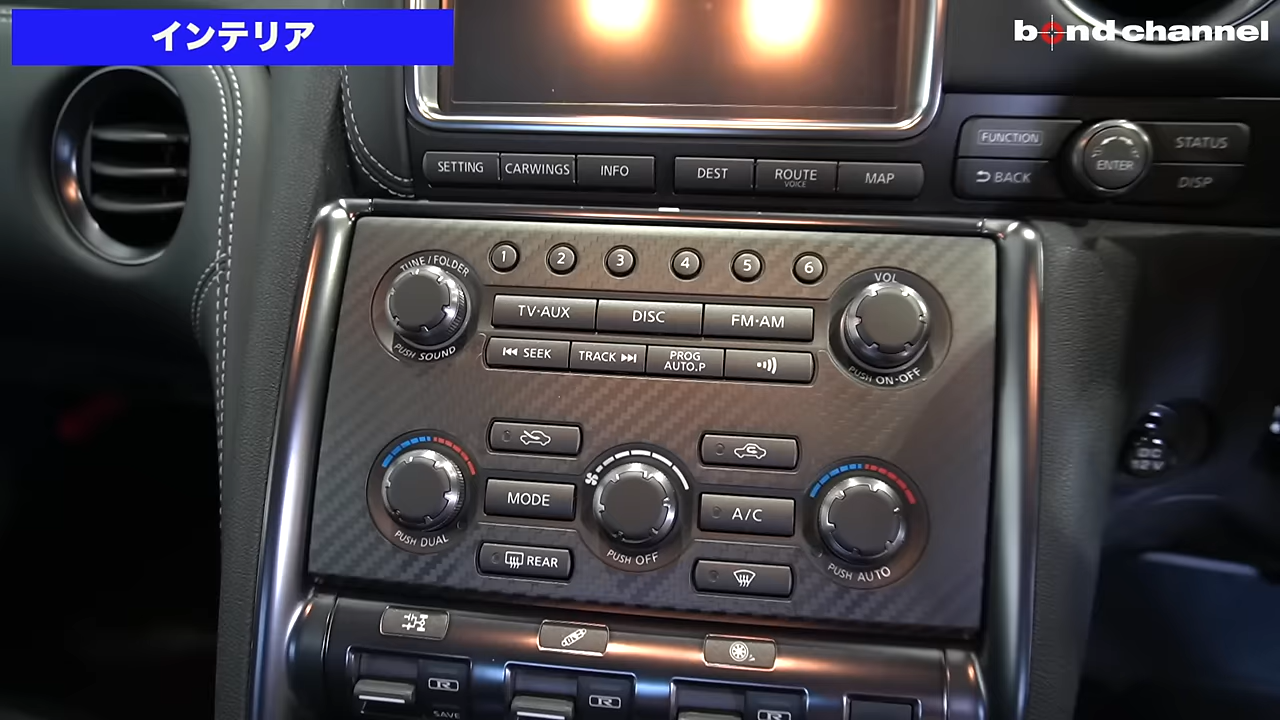 インテリア
bond channel
SETTING
CARWINGS
INFO
DEST
ROUTE
VOICE
MAP
FUNCTION
BACK
ENTER
STATUS
DISP
TUNE/FOLDER
PUSH SOUND
1
2
3
4
5
6
VOL
PUSH ON·OFF
TV·AUX
DISC
FM·AM
SEEK
TRACK
PROG
AUTO.P
PUSH DUAL
MODE
REAR
PUSH OFF
A/C
PUSH AUTO
DC
12V
R
SAVE
R
R